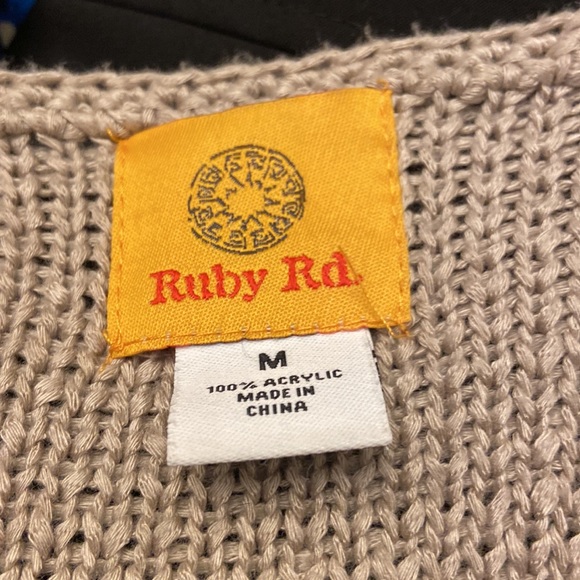 Ruby Rd.
M
100% ACRYLIC
MADE IN
CHINA